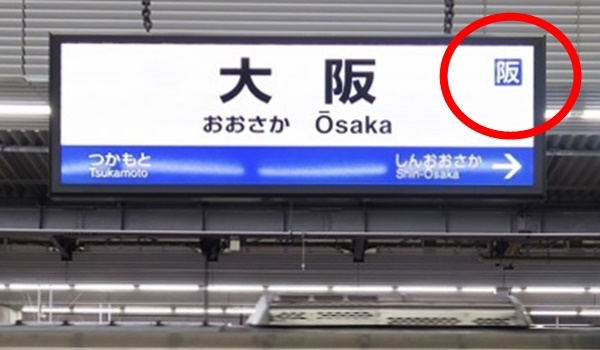 大阪
阪
おおさか Ōsaka
つかもと
Tsukamoto
しんおおさか
Shin-Osaka